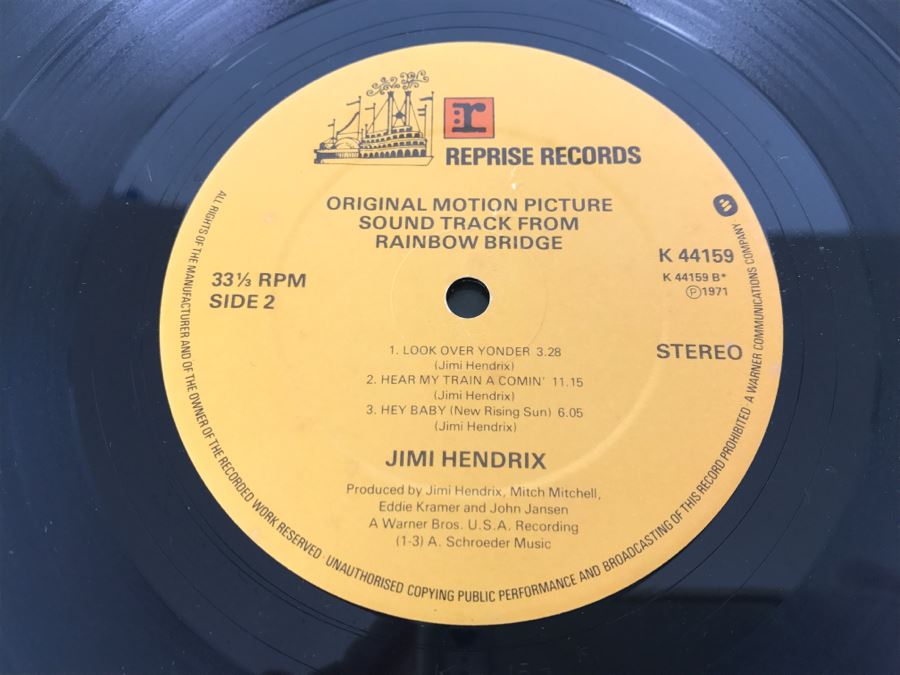 r
REPRISE RECORDS
ORIGINAL MOTION PICTURE
SOUND TRACK FROM
RAINBOW BRIDGE
33⅓ RPM
SIDE 2
K 44159
K 44159 B*
Ⓟ1971
STEREO
1. LOOK OVER YONDER 3.28
(Jimi Hendrix)
2. HEAR MY TRAIN A COMIN' 11.15
(Jimi Hendrix)
3. HEY BABY (New Rising Sun) 6.05
(Jimi Hendrix)
JIMI HENDRIX
Produced by Jimi Hendrix, Mitch Mitchell,
Eddie Kramer and John Jansen
A Warner Bros. U.S.A. Recording
(1-3) A. Schroeder Music
ALL RIGHTS OF THE MANUFACTURER AND OF THE OWNER OF THE RECORDED WORK RESERVED · UNAUTHORISED COPYING PUBLIC PERFORMANCE AND BROADCASTING OF THIS RECORD PROHIBITED · A WARNER COMMUNICATIONS COMPANY